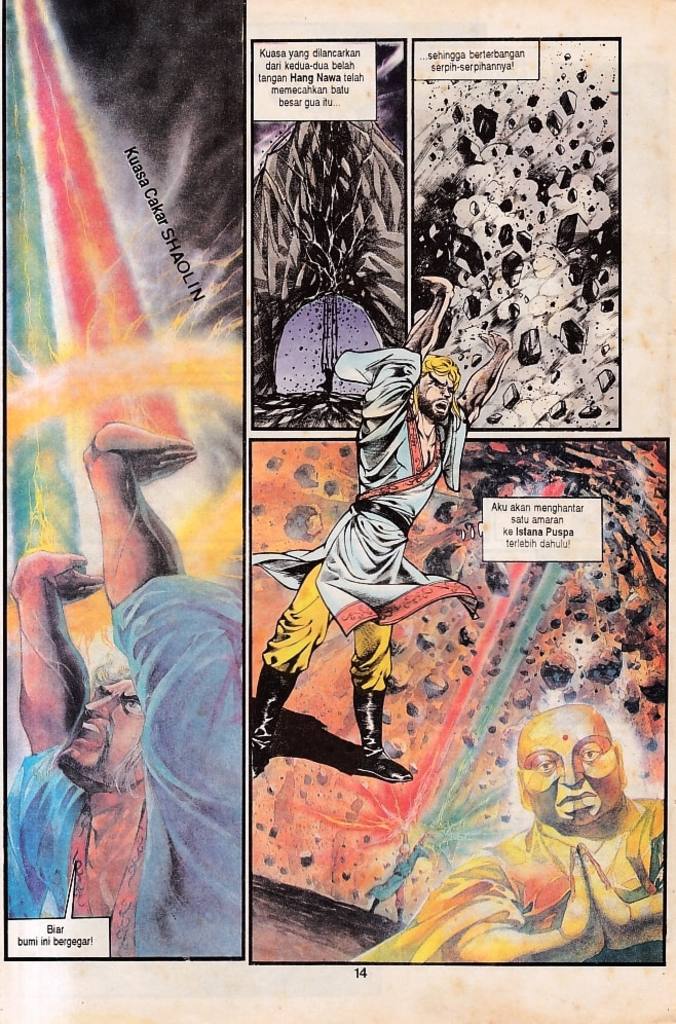 Kuasa Cakar SHAOLIN
Biar
bumi ini bergegar!
Kuasa yang dilancarkan
dari kedua-dua belah
tangan Hang Nawa telah
memecahkan batu
besar gua itu...
...sehingga berterbangan
serpih-serpihannya!
Aku akan menghantar
satu amaran
ke Istana Puspa
terlebih dahulu!
14